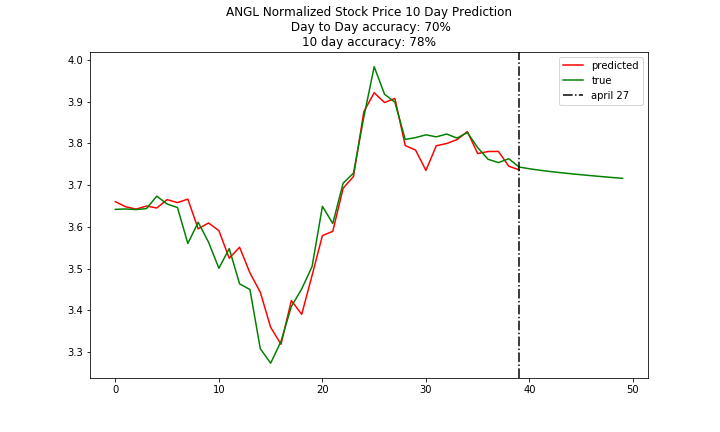 ANGL Normalized Stock Price 10 Day Prediction
Day to Day accuracy: 70%
10 day accuracy: 78%
4.0
3.9
3.8
3.7
3.6
3.5
3.4
3.3
predicted
true
april 27
0 10 20 30 40 50